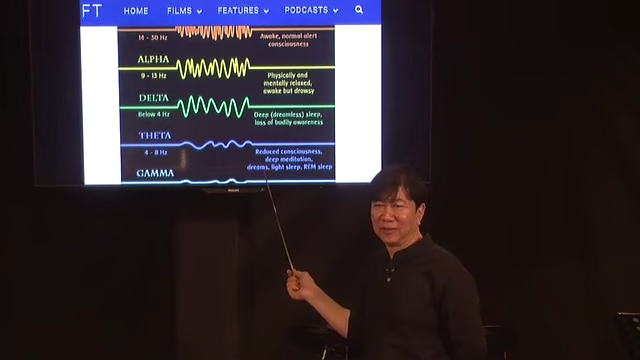 FT HOME FILMS FEATURES PODCASTS
14 - 30 Hz
Awake, normal alert
consciousness
ALPHA
9 - 13 Hz
Physically and
mentally relaxed,
awake but drowsy
DELTA
Below 4 Hz
Deep (dreamless) sleep,
loss of bodily awareness
THETA
4 - 8 Hz
Reduced consciousness,
deep meditation,
dreams, light sleep, REM sleep
GAMMA
PHILIPS